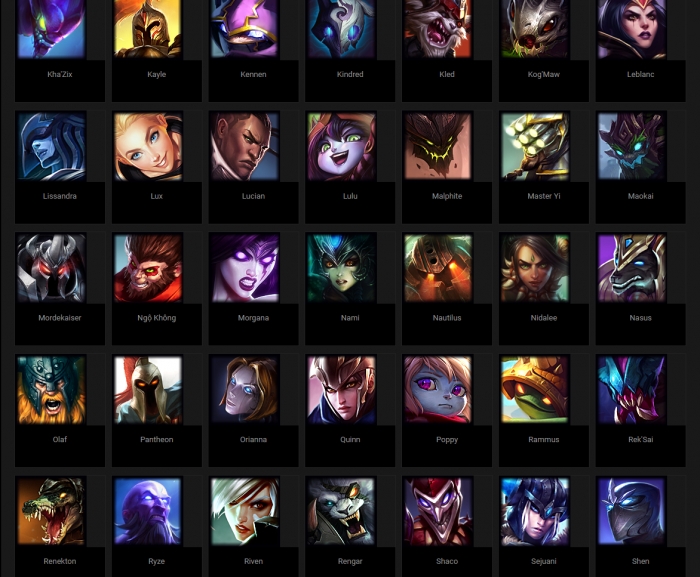 Kha'Zix
Kayle
Kennen
Kindred
Kled
Kog'Maw
Leblanc
Lissandra
Lux
Lucian
Lulu
Malphite
Master Yi
Maokai
Mordekaiser
Ngộ Không
Morgana
Nami
Nautilus
Nidalee
Nasus
Olaf
Pantheon
Orianna
Quinn
Poppy
Rammus
Rek'Sai
Renekton
Ryze
Riven
Rengar
Shaco
Sejuani
Shen